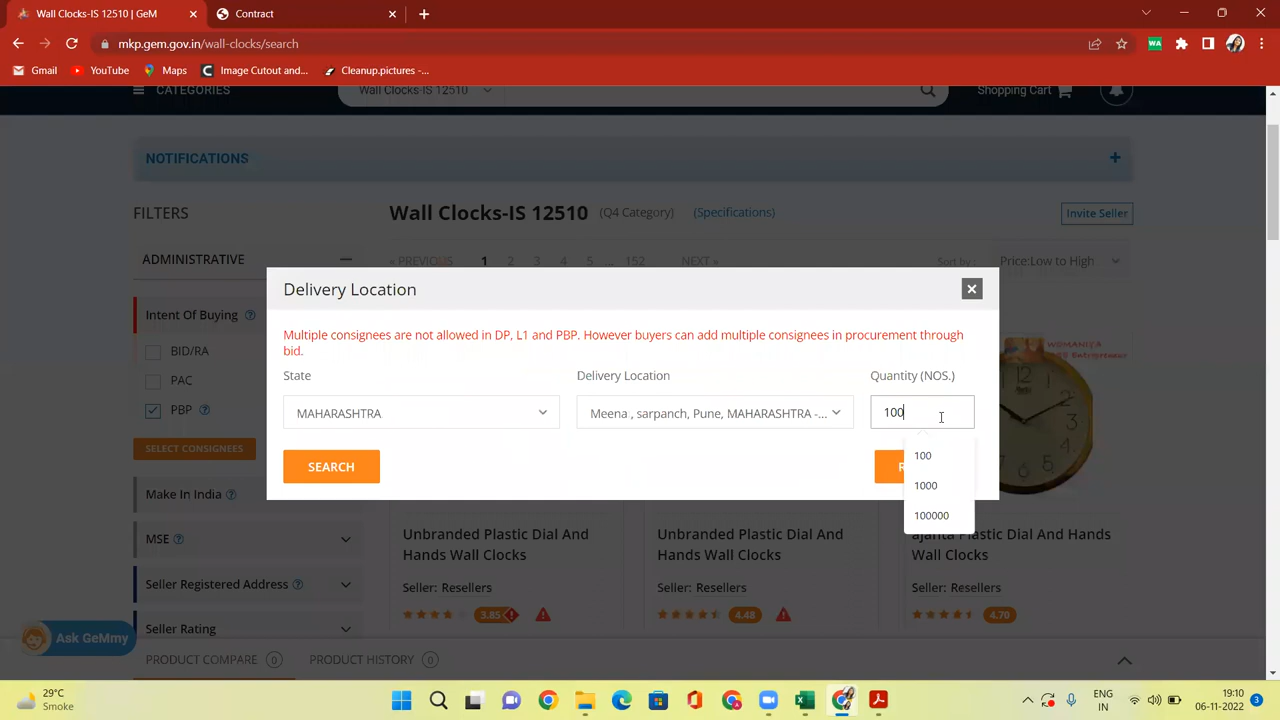 Wall Clocks-IS 12510 | GeM
Contract
mkp.gem.gov.in/wall-clocks/search
WA
Gmail
YouTube
Maps
Image Cutout and...
Cleanup.pictures -...
CATEGORIES
Wall Clocks-IS 12510
Shopping Cart
NOTIFICATIONS
+
FILTERS
Wall Clocks-IS 12510 (Q4 Category) (Specifications)
Invite Seller
ADMINISTRATIVE
« PREVIOUS 1 2 3 4 5 ... 152 NEXT »
Sort by : Price:Low to High
Delivery Location
Multiple consignees are not allowed in DP, L1 and PBP. However buyers can add multiple consignees in procurement through
bid.
State
Delivery Location
Quantity (NOS.)
MAHARASHTRA
Meena , sarpanch, Pune, MAHARASHTRA -...
100
100
1000
100000
SEARCH
R
Intent Of Buying
BID/RA
PAC
PBP
SELECT CONSIGNEES
Make In India
MSE
Seller Registered Address
Seller Rating
WOMANIYA
Entrepreneur
Unbranded Plastic Dial And
Hands Wall Clocks
Seller: Resellers
3.85
Unbranded Plastic Dial And
Hands Wall Clocks
Seller: Resellers
4.48
ajanta Plastic Dial And Hands
Wall Clocks
Seller: Resellers
4.70
Ask GeMmy
PRODUCT COMPARE 0
PRODUCT HISTORY 0
29°C
Smoke
ENG
IN
19:10
06-11-2022
3